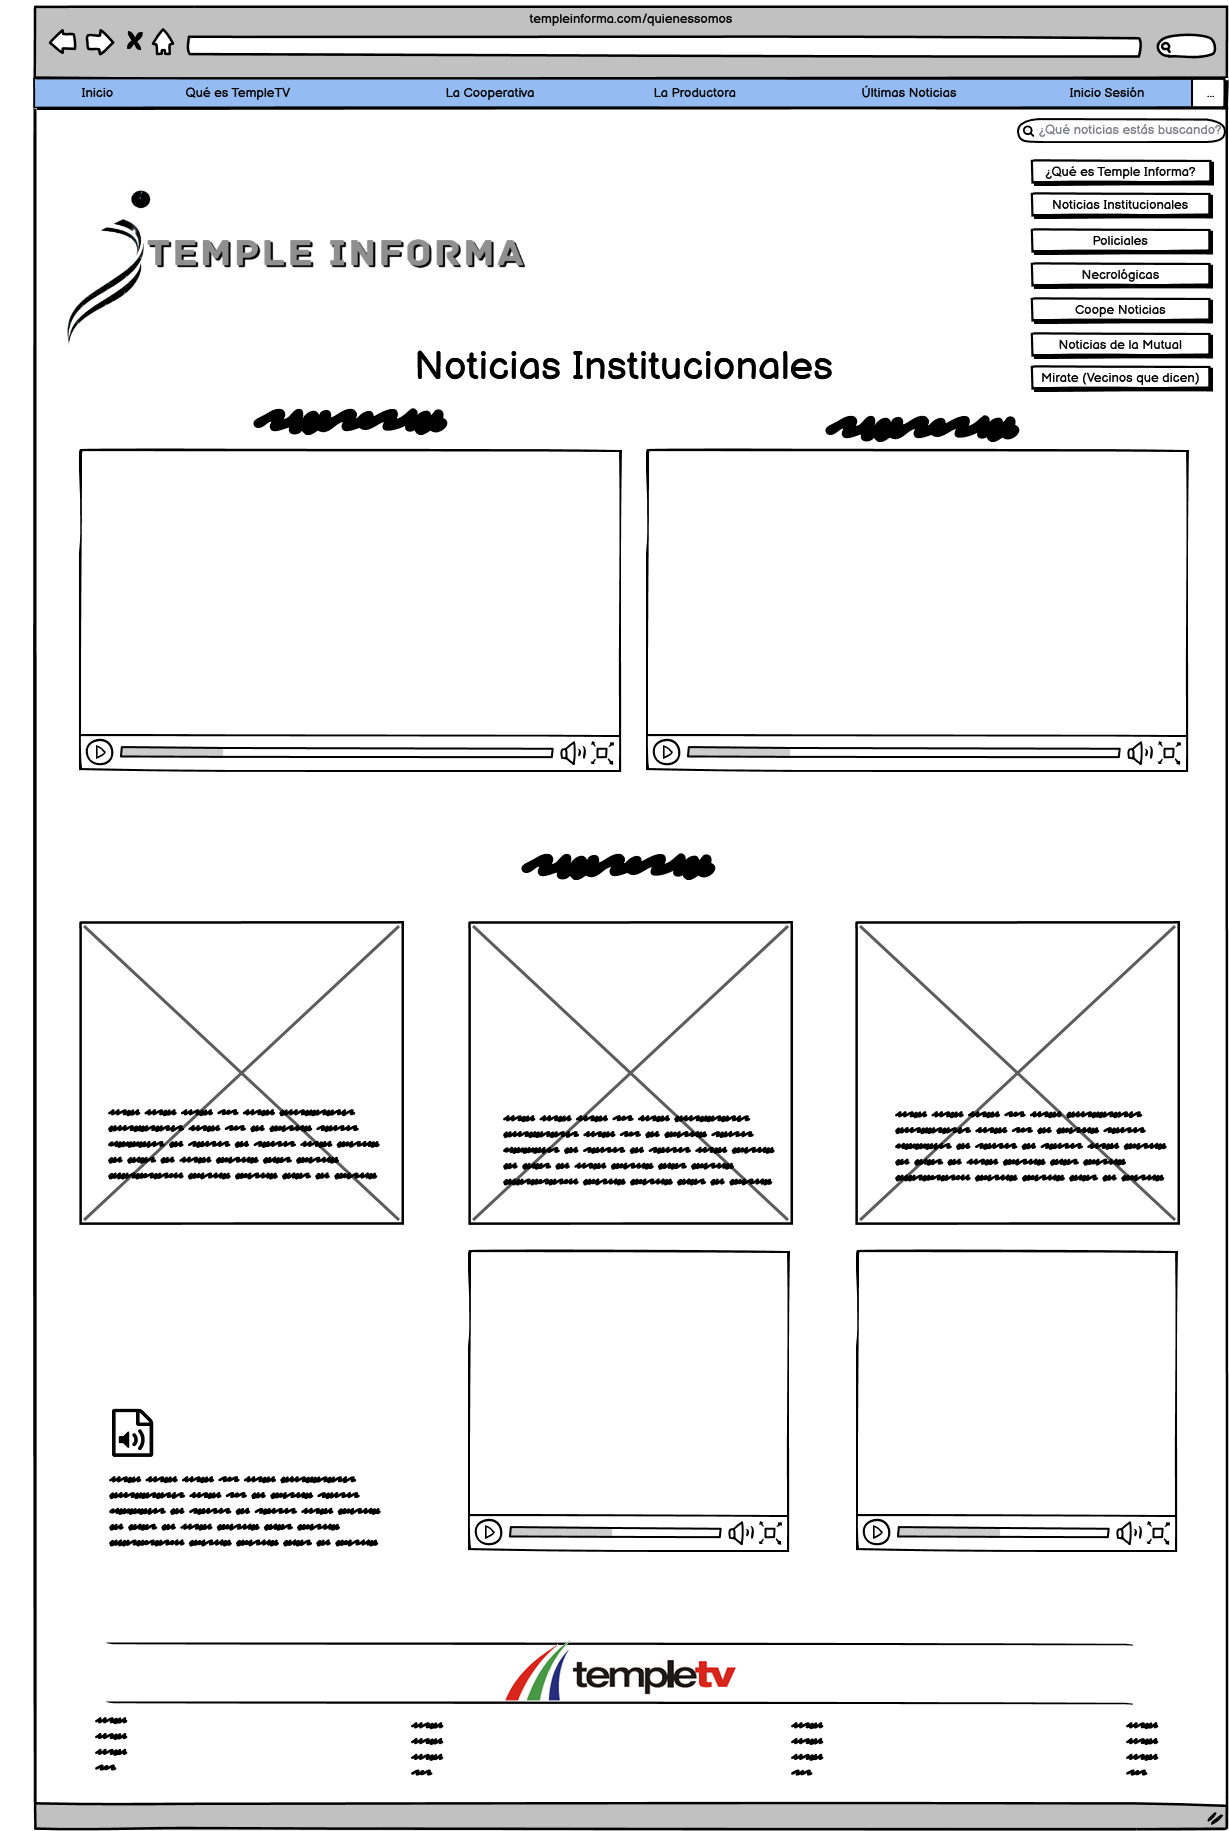 templeinforma.com/quienessomos
Inicio
Qué es TempleTV
La Cooperativa
La Productora
Últimas Noticias
Inicio Sesión
...
¿Qué noticias estás buscando?
¿Qué es Temple Informa?
Noticias Institucionales
Policiales
Necrológicas
Coope Noticias
Noticias de la Mutual
Mirate (Vecinos que dicen)
TEMPLE INFORMA
Noticias Institucionales
templetv